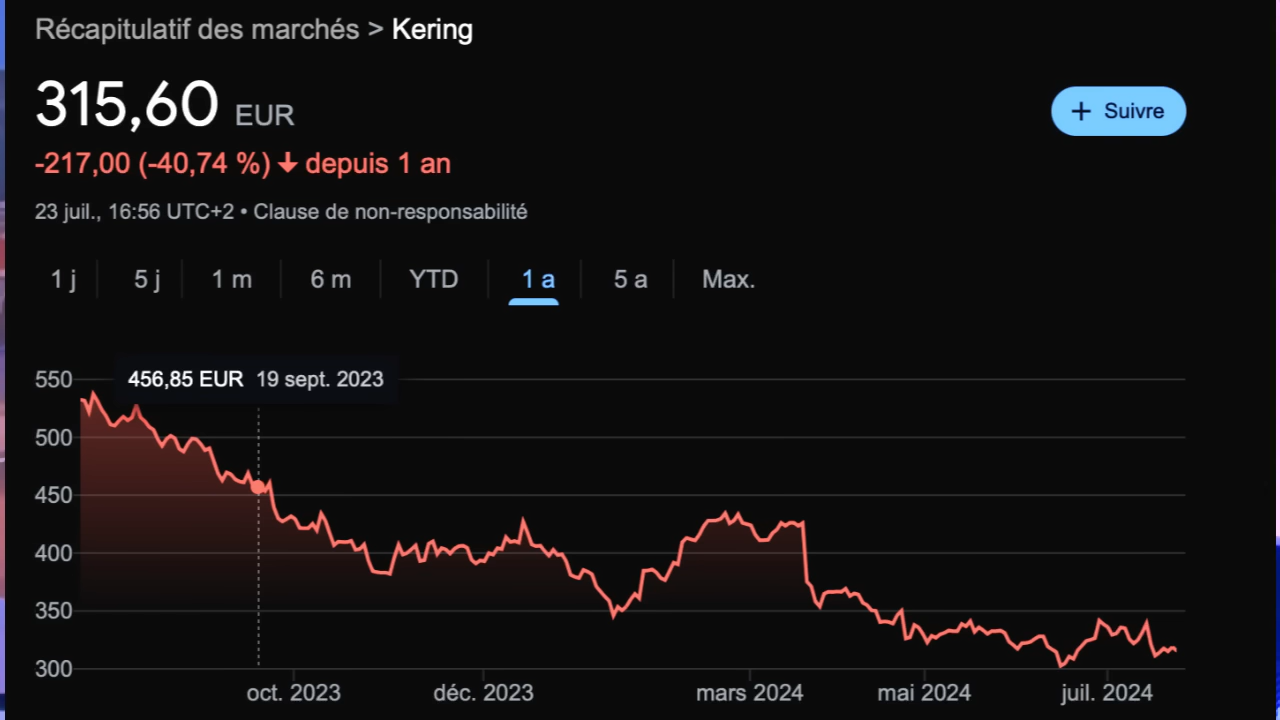 Récapitulatif des marchés > Kering
315,60 EUR
+ Suivre
-217,00 (-40,74 %) ↓ depuis 1 an
23 juil., 16:56 UTC+2 • Clause de non-responsabilité
1 j 5 j 1 m 6 m YTD 1 a 5 a Max.
550
456,85 EUR 19 sept. 2023
500
450
400
350
300
oct. 2023 déc. 2023 mars 2024 mai 2024 juil. 2024